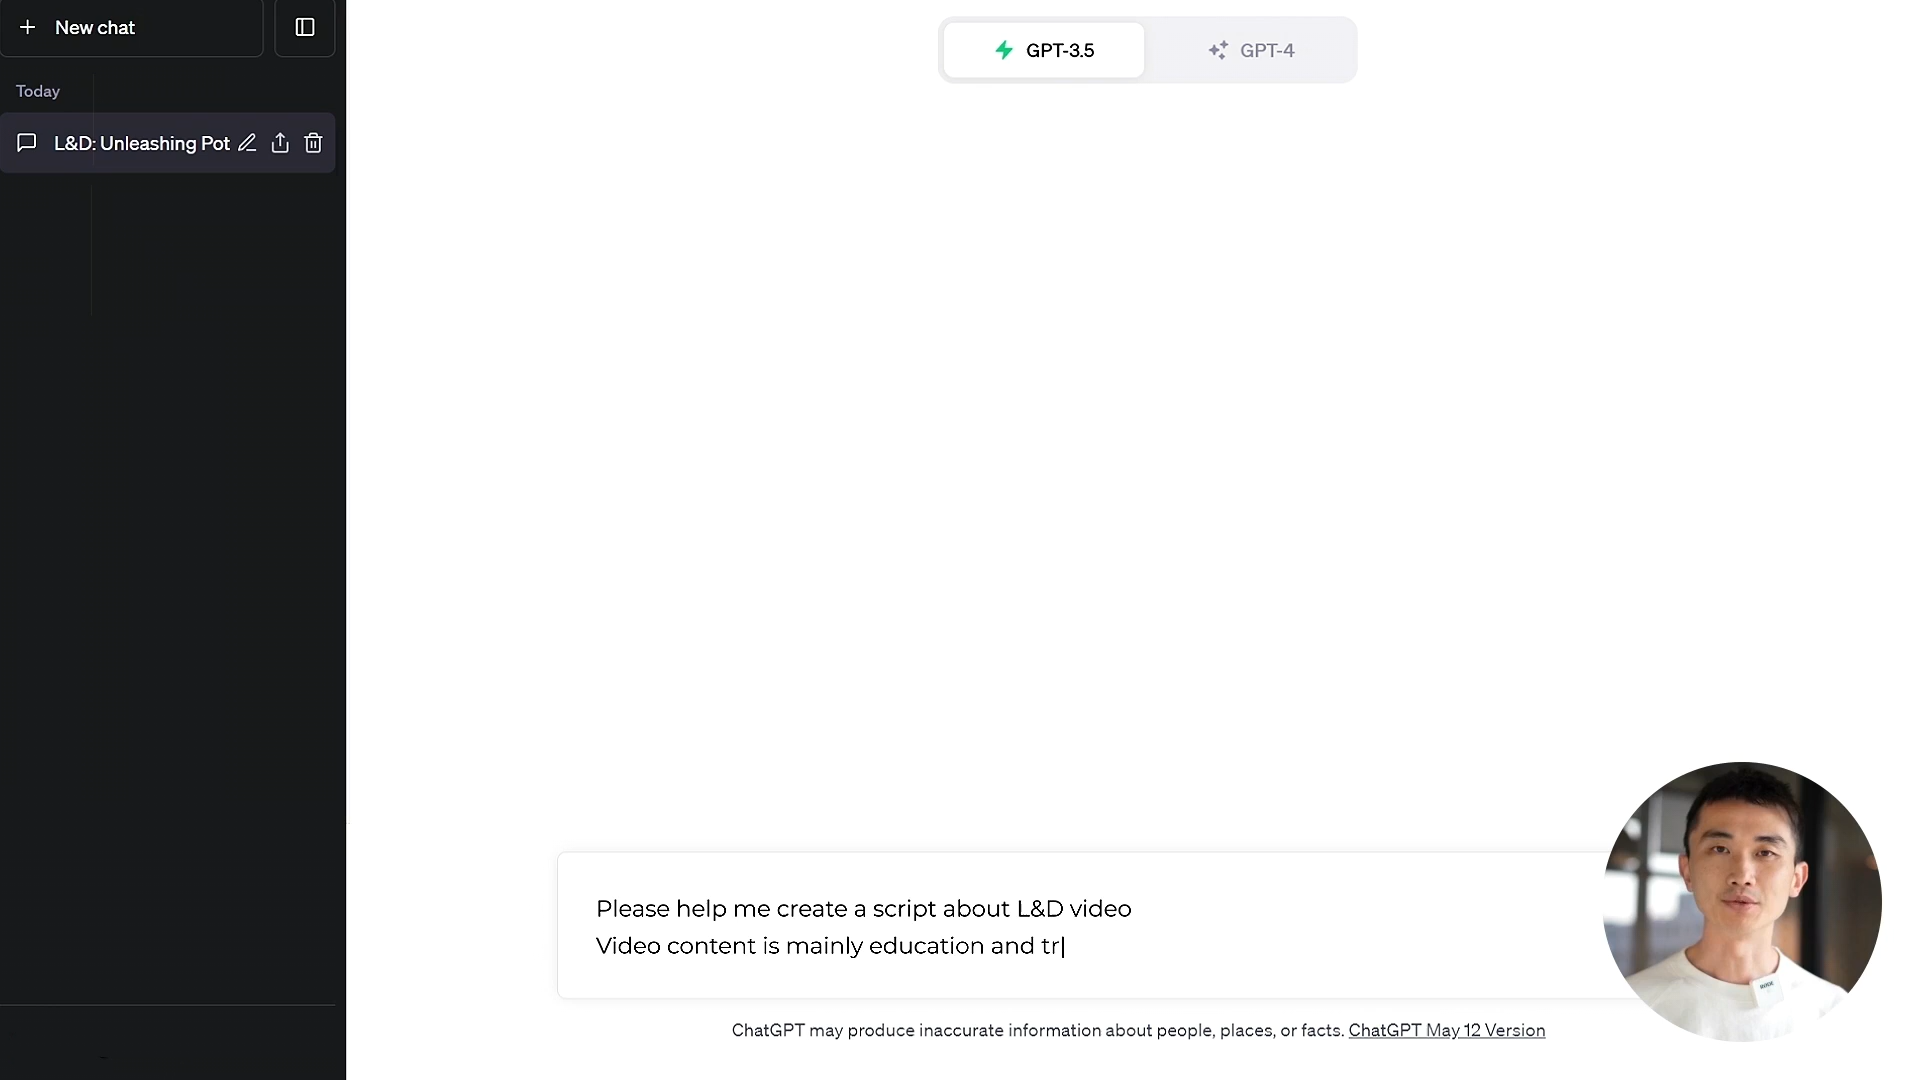 New chat
Today
L&D: Unleashing Pot
GPT-3.5
GPT-4
Please help me create a script about L&D video
Video content is mainly education and tr
ChatGPT may produce inaccurate information about people, places, or facts. ChatGPT May 12 Version
RODE